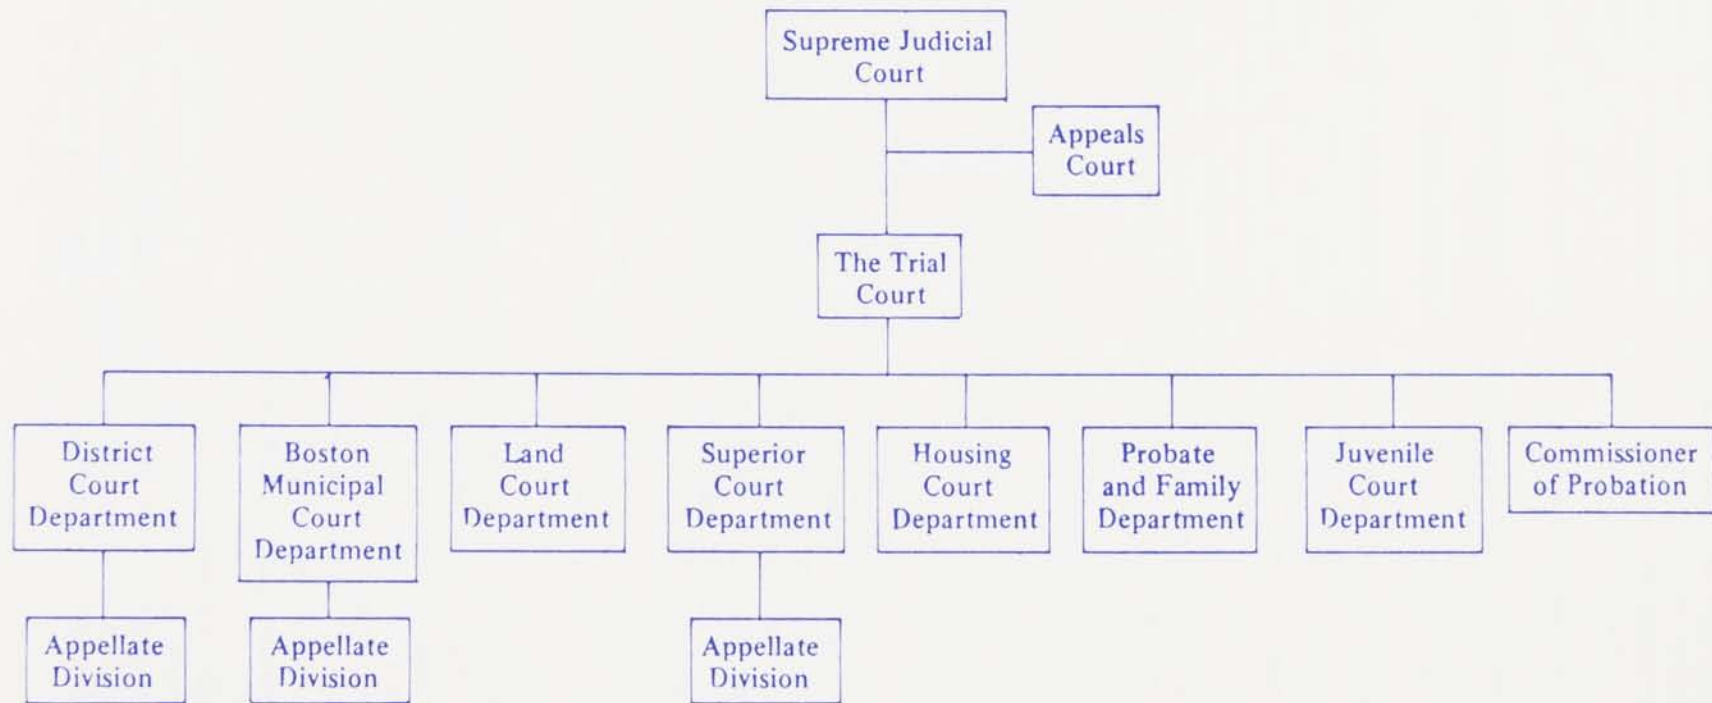 Supreme Judicial
Court
Appeals
Court
The Trial
Court
District
Court
Department
Boston
Municipal
Court
Department
Land
Court
Department
Superior
Court
Department
Housing
Court
Department
Probate
and Family
Department
Juvenile
Court
Department
Commissioner
of Probation
Appellate
Division
Appellate
Division
Appellate
Division